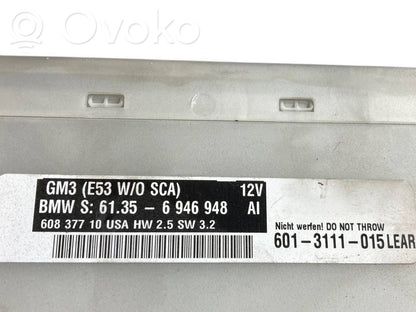 OVOKO
GM3 (E53 W/O SCA) 12V
BMW S: 61.35 - 6 946 948 AI
608 377 10 USA HW 2.5 SW 3.2
Nicht werfen! DO NOT THROW
601-3111-015 LEAR